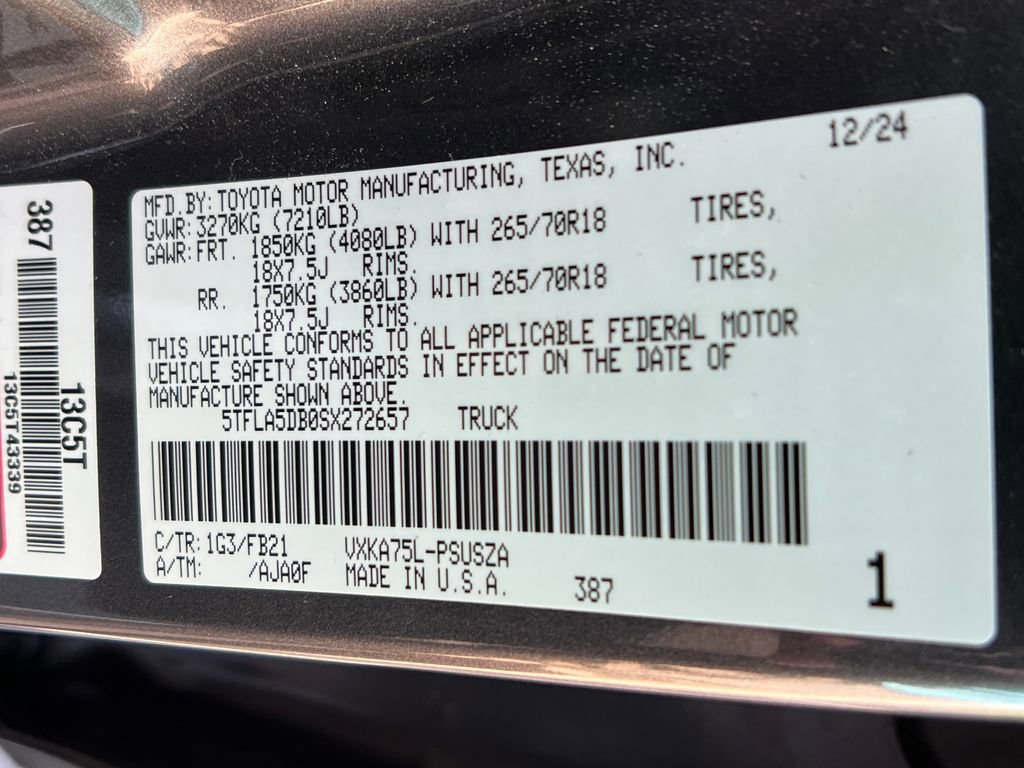 12/24
MFD.BY: TOYOTA MOTOR MANUFACTURING, TEXAS, INC.
GVWR: 3270KG (7210LB)
GAWR: FRT. 1850KG (4080LB) WITH 265/70R18 TIRES,
18X7.5J RIMS.
RR. 1750KG (3860LB) WITH 265/70R18 TIRES,
18X7.5J RIMS.
THIS VEHICLE CONFORMS TO ALL APPLICABLE FEDERAL MOTOR
VEHICLE SAFETY STANDARDS IN EFFECT ON THE DATE OF
MANUFACTURE SHOWN ABOVE.
5TFLA5DB0SX272657 TRUCK
C/TR: 1G3/FB21 VXKA75L-PSUSZA
A/TM: /AJA0F MADE IN U.S.A. 387
1
387
13C5T
13C5T43339